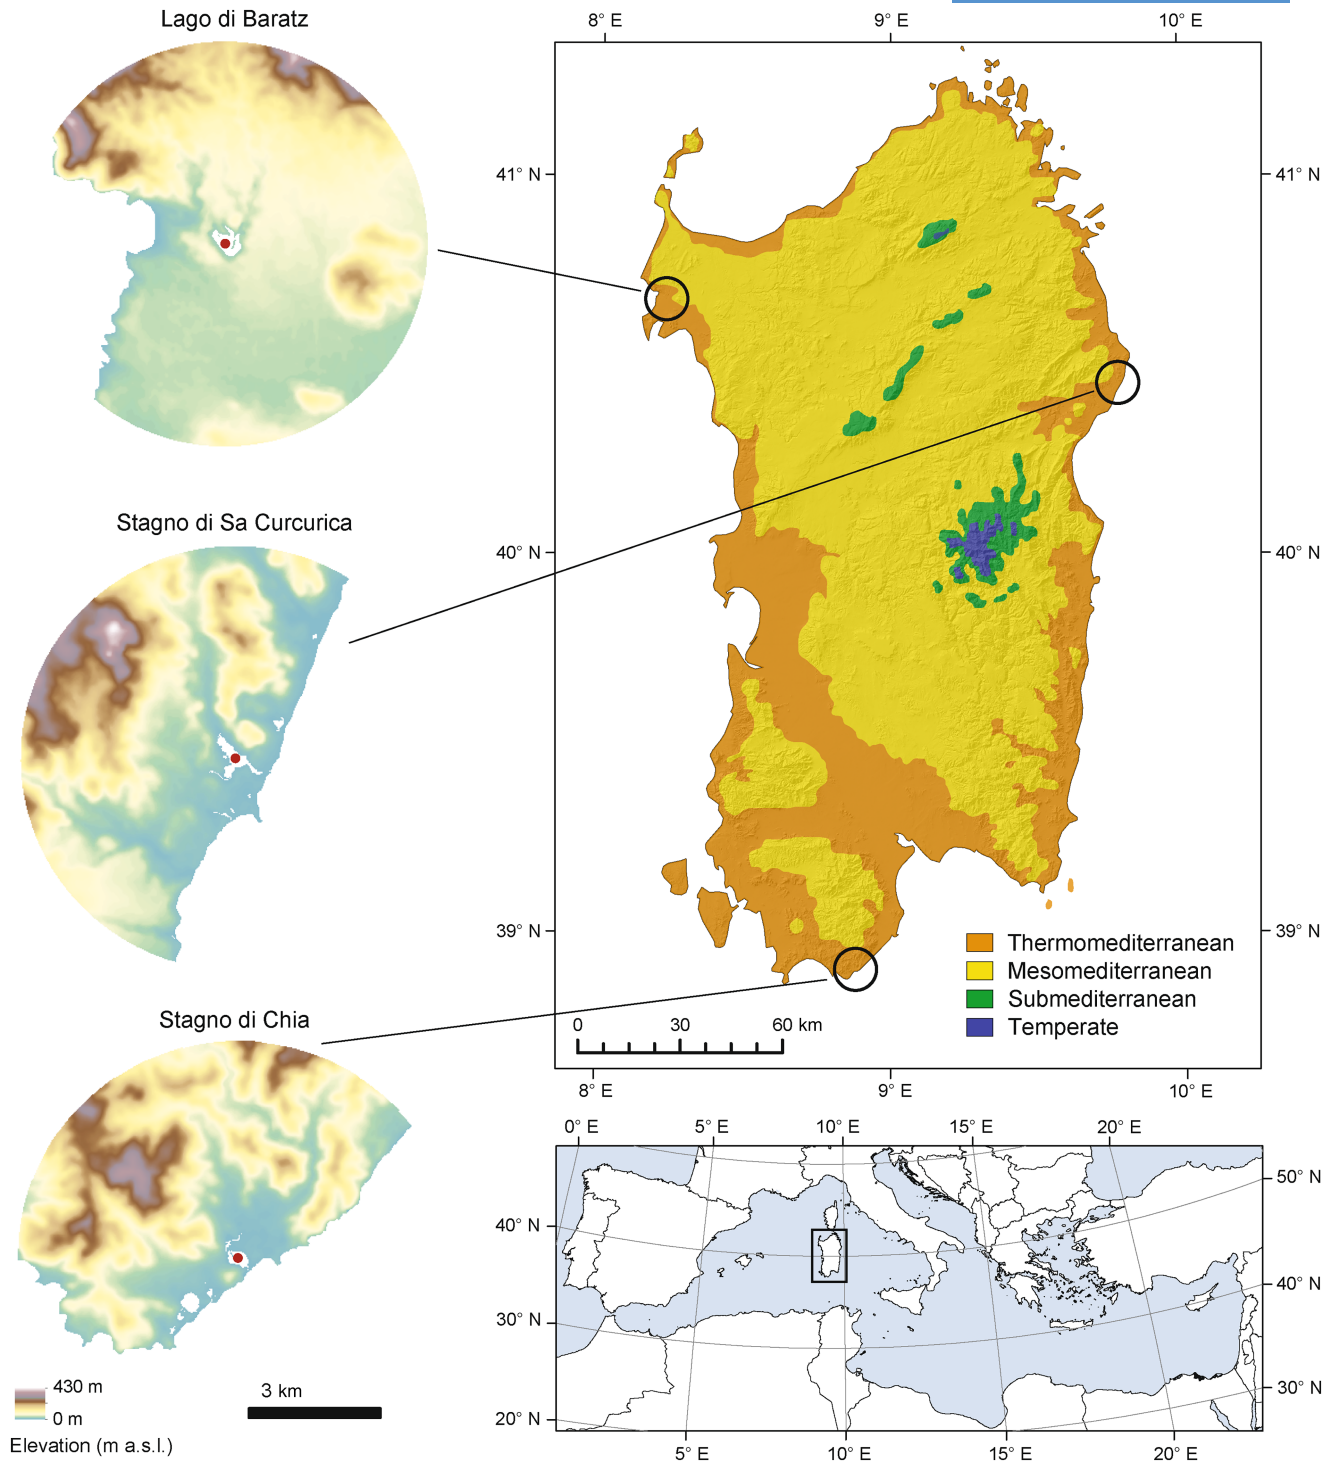 Lago di Baratz
Stagno di Sa Curcurica
Stagno di Chia
430 m
0 m
Elevation (m a.s.l.)
3 km
8° E
9° E
10° E
41° N
41° N
40° N
40° N
39° N
39° N
Thermomediterranean
Mesomediterranean
Submediterranean
Temperate
0
30
60 km
8° E
9° E
10° E
0° E
5° E
10° E
15° E
20° E
50° N
40° N
40° N
30° N
30° N
20° N
5° E
10° E
15° E
20° E